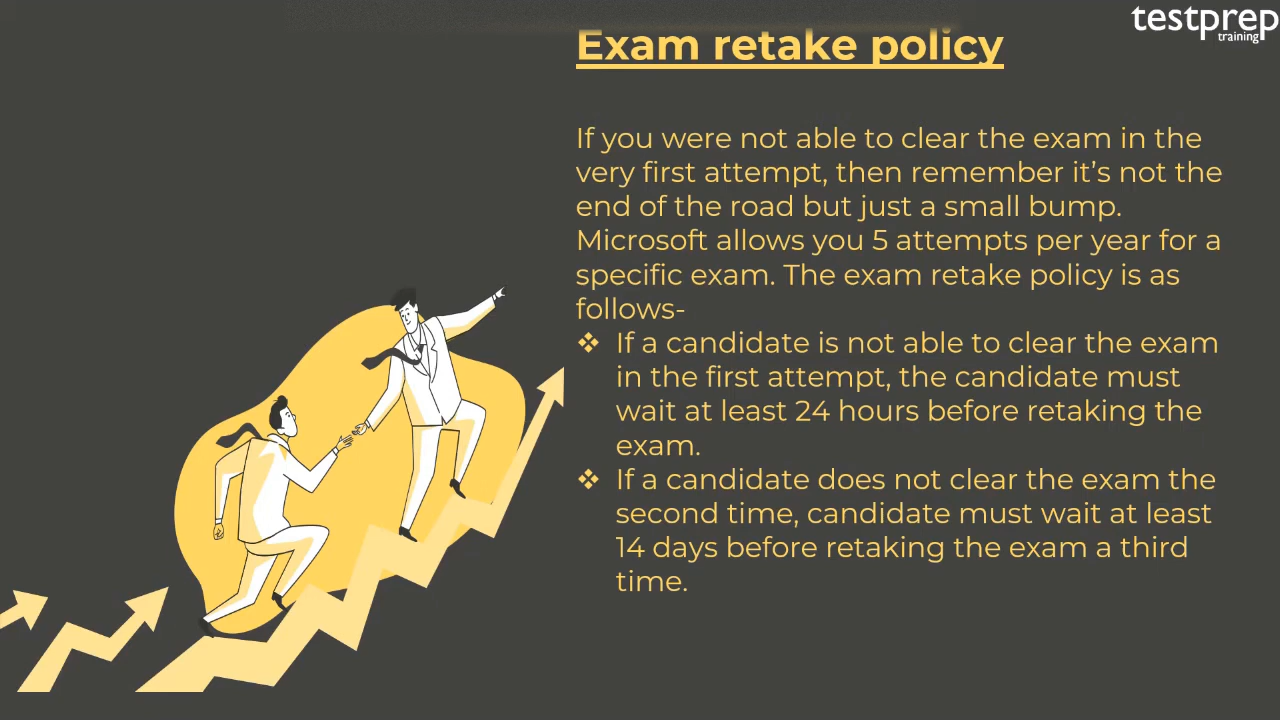 testprep
training
Exam retake policy
If you were not able to clear the exam in the
very first attempt, then remember it’s not the
end of the road but just a small bump.
Microsoft allows you 5 attempts per year for a
specific exam. The exam retake policy is as
follows-
❖ If a candidate is not able to clear the exam
in the first attempt, the candidate must
wait at least 24 hours before retaking the
exam.
❖ If a candidate does not clear the exam the
second time, candidate must wait at least
14 days before retaking the exam a third
time.